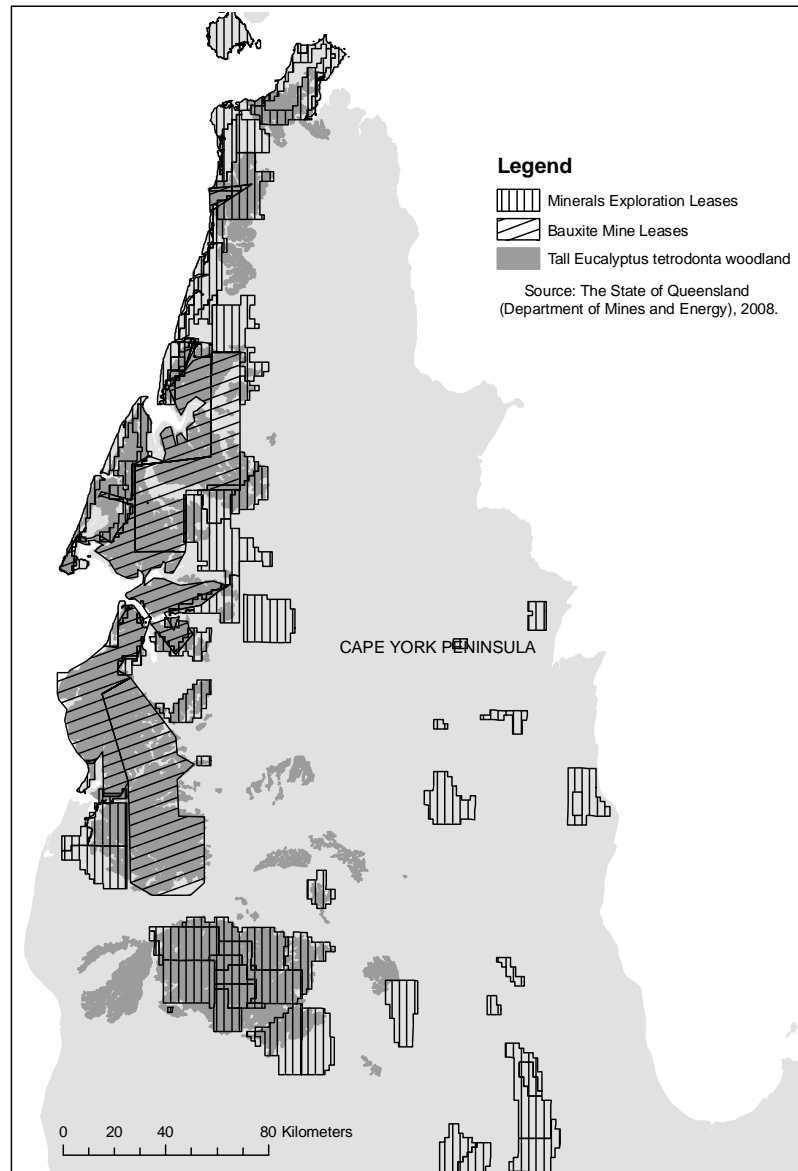 Legend
Minerals Exploration Leases
Bauxite Mine Leases
Tall Eucalyptus tetrodonta woodland
Source: The State of Queensland
(Department of Mines and Energy), 2008.
CAPE YORK PENINSULA
0 20 40 80 Kilometers